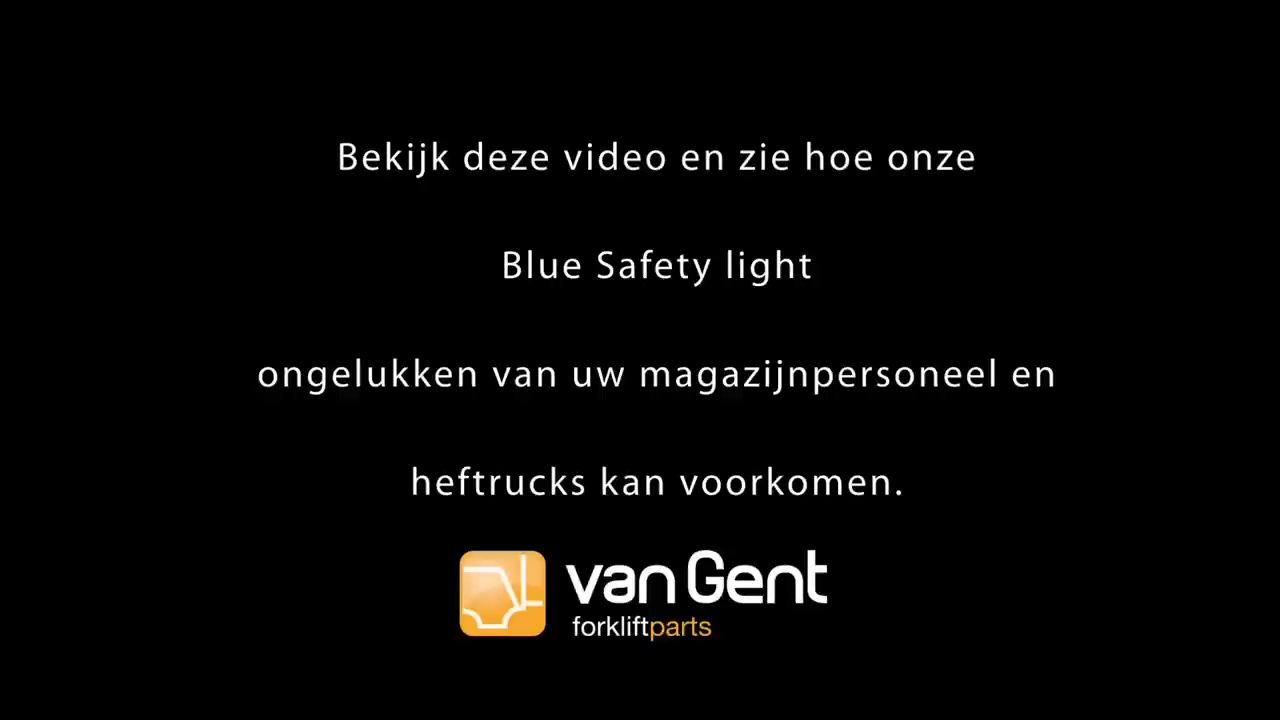 Bekijk deze video en zie hoe onze
Blue Safety light
ongelukken van uw magazijnpersoneel en
heftrucks kan voorkomen.
van Gent
forkliftparts